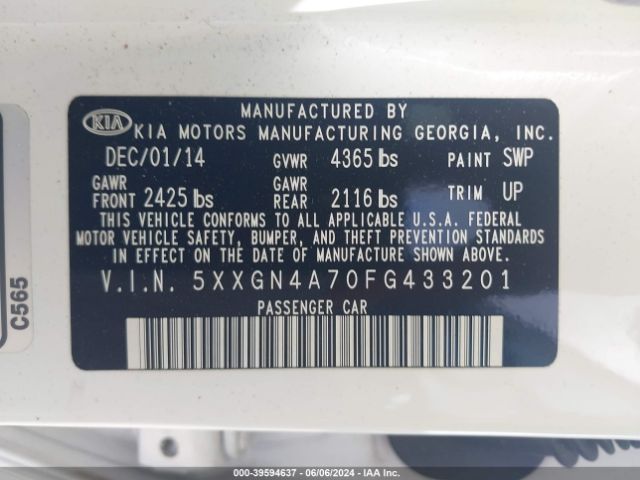 MANUFACTURED BY
KIA KIA MOTORS MANUFACTURING GEORGIA, INC.
DEC/01/14 GVWR 4365 lbs PAINT SWP
GAWR FRONT 2425 lbs GAWR REAR 2116 lbs TRIM UP
THIS VEHICLE CONFORMS TO ALL APPLICABLE U.S.A. FEDERAL
MOTOR VEHICLE SAFETY, BUMPER, AND THEFT PREVENTION STANDARDS
IN EFFECT ON THE DATE OF MANUFACTURE SHOWN ABOVE.
V.I.N. 5XXGN4A70FG433201
PASSENGER CAR
C565
000-39594637 - 06/06/2024 - IAA Inc.